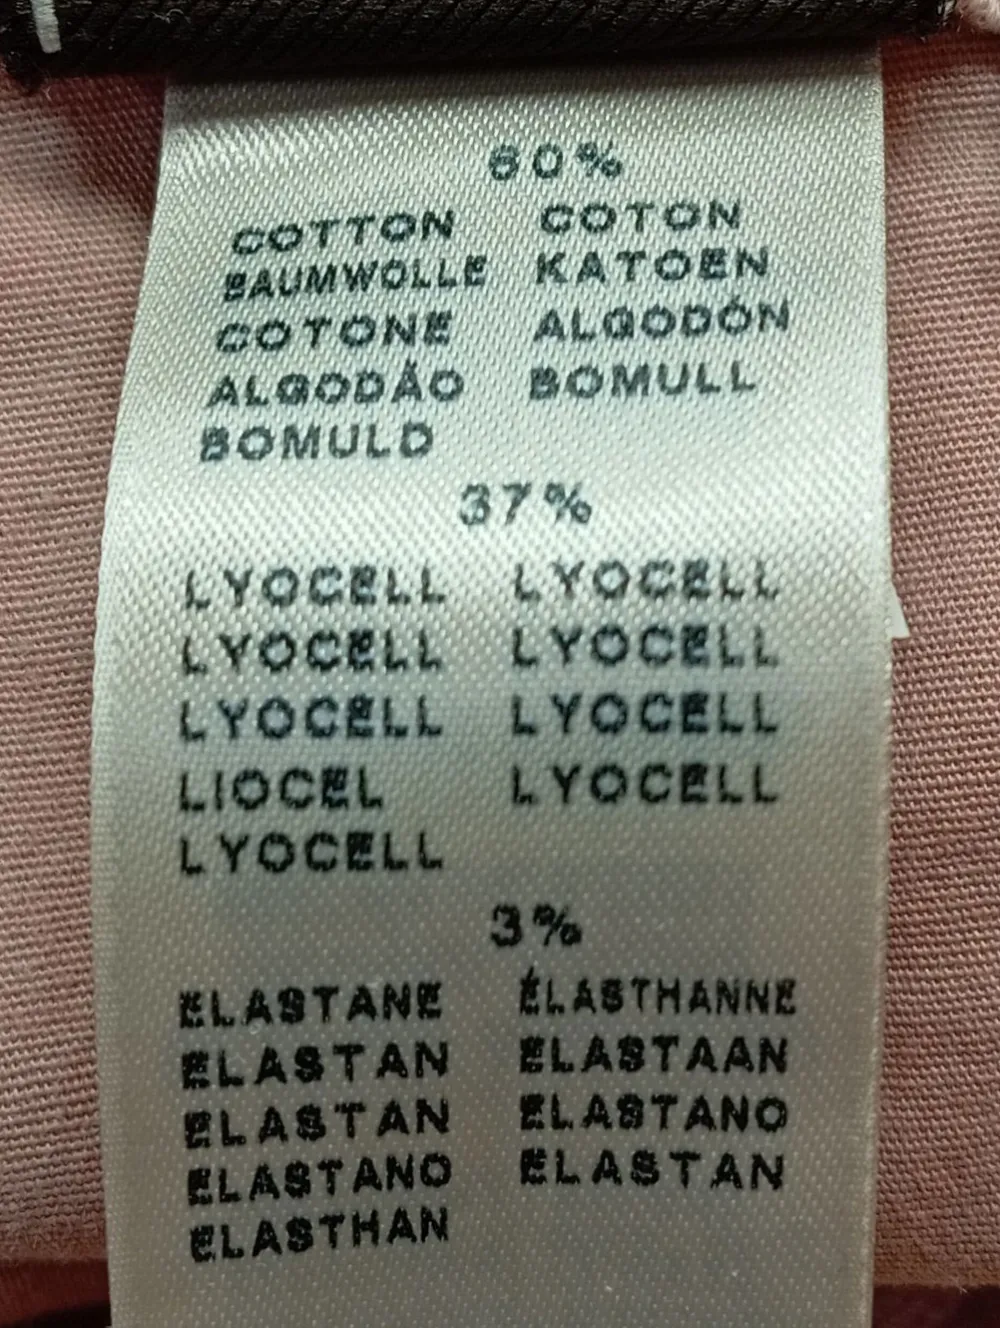 60%
COTTON COTON
BAUMWOLLE KATOEN
COTONE ALGODÓN
ALGODÃO BOMULL
BOMULD
37%
LYOCELL LYOCELL
LYOCELL LYOCELL
LYOCELL LYOCELL
LIOCEL LYOCELL
LYOCELL
3%
ELASTANE ÉLASTHANNE
ELASTAN ELASTAAN
ELASTAN ELASTANO
ELASTANO ELASTAN
ELASTHAN